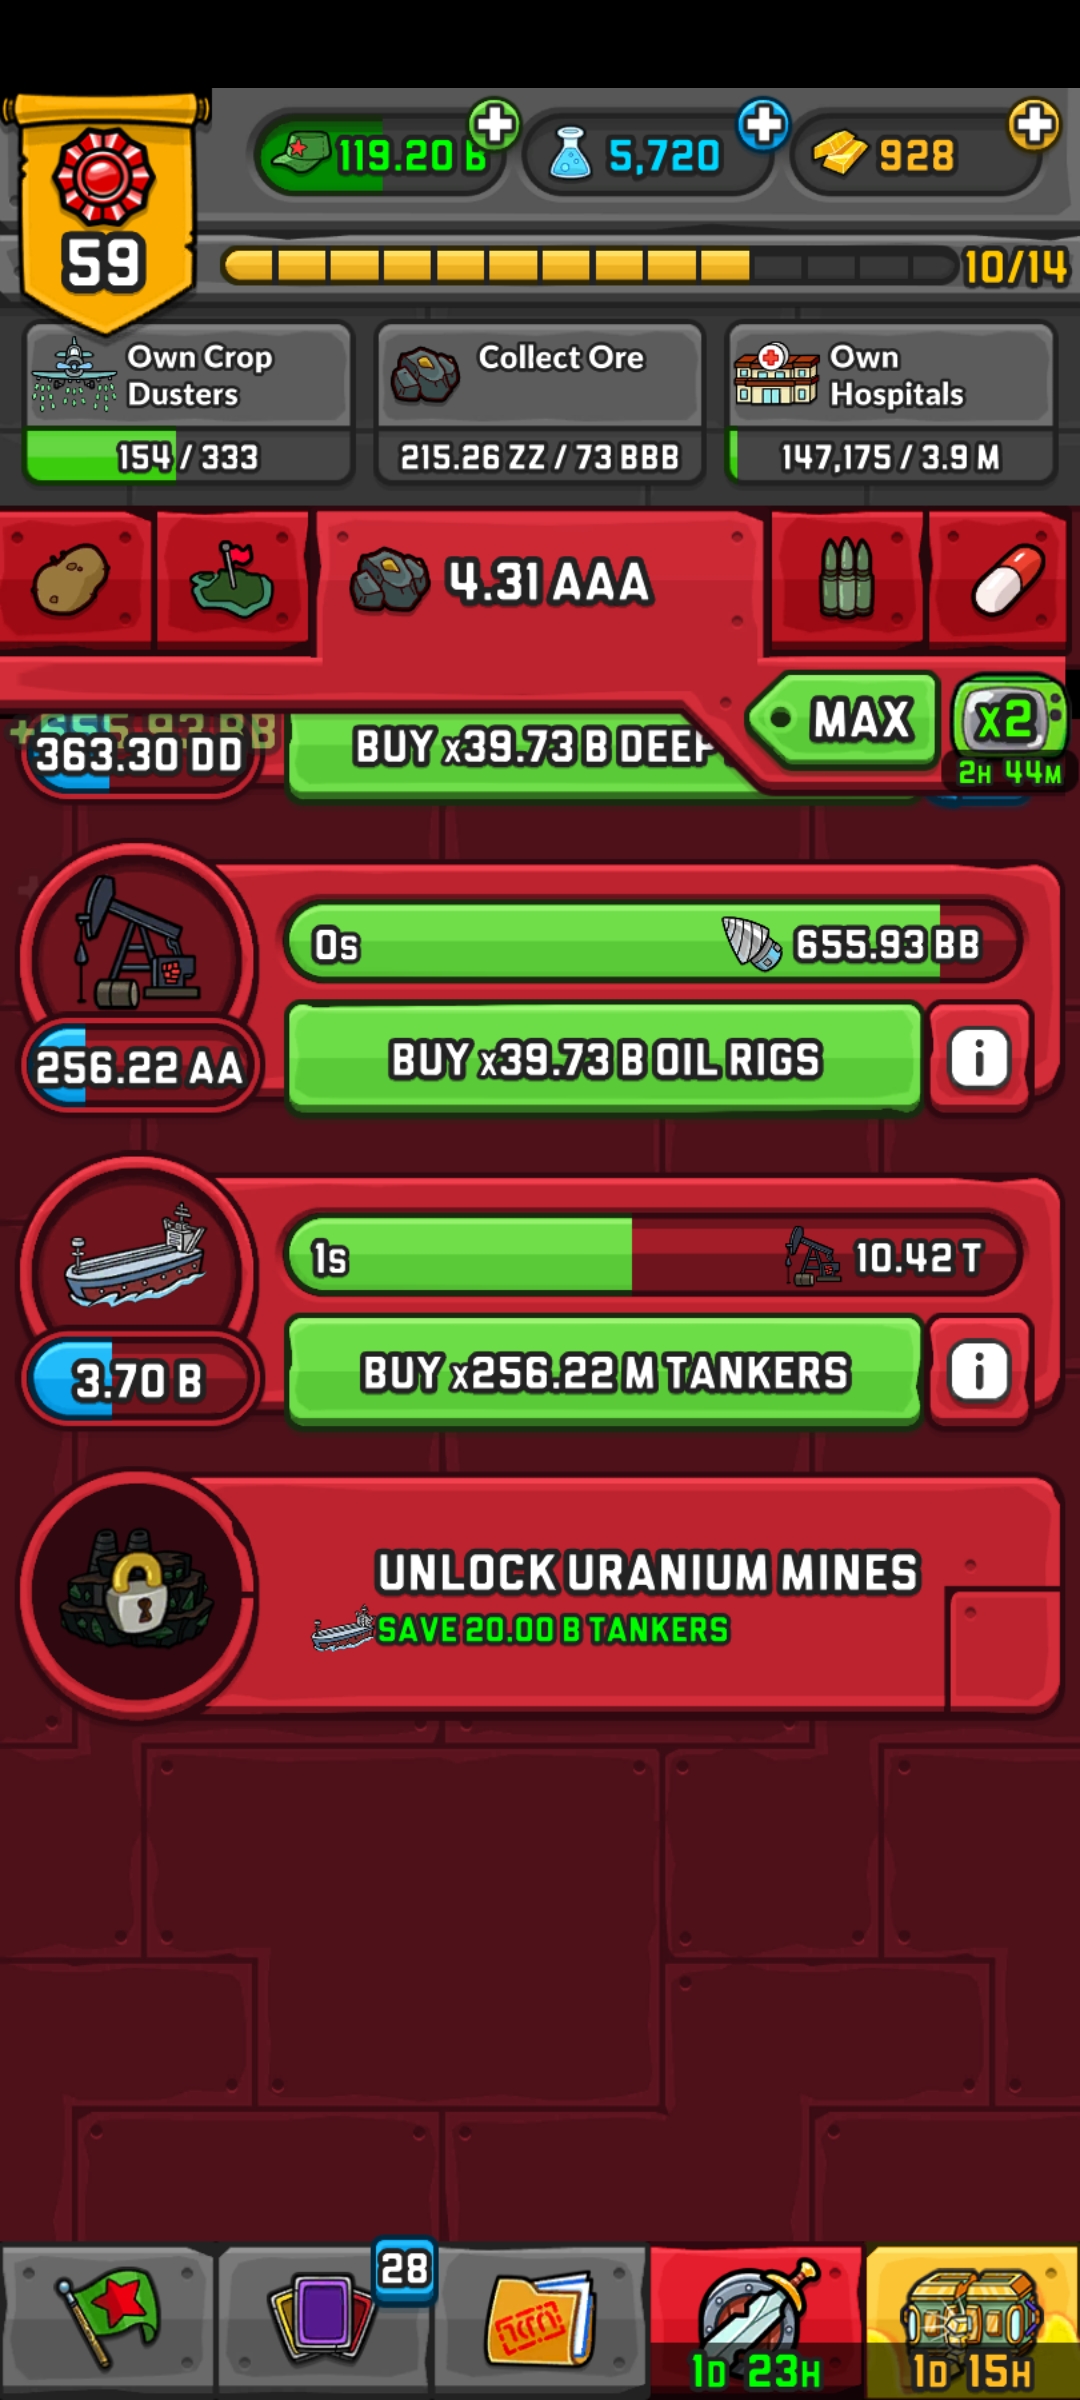 119.20 B
5,720
928
59
10/14
Own Crop
Dusters
154 / 333
Collect Ore
215.26 ZZ / 73 BBB
Own
Hospitals
147,175 / 3.9 M
4.31 AAA
MAX
x2
2H 44M
+655.93 BB
363.30 DD
BUY x39.73 B DEEP
0s
655.93 BB
256.22 AA
BUY x39.73 B OIL RIGS
i
1s
10.42 T
3.70 B
BUY x256.22 M TANKERS
i
UNLOCK URANIUM MINES
SAVE 20.00 B TANKERS
28
1D 23H
1D 15H